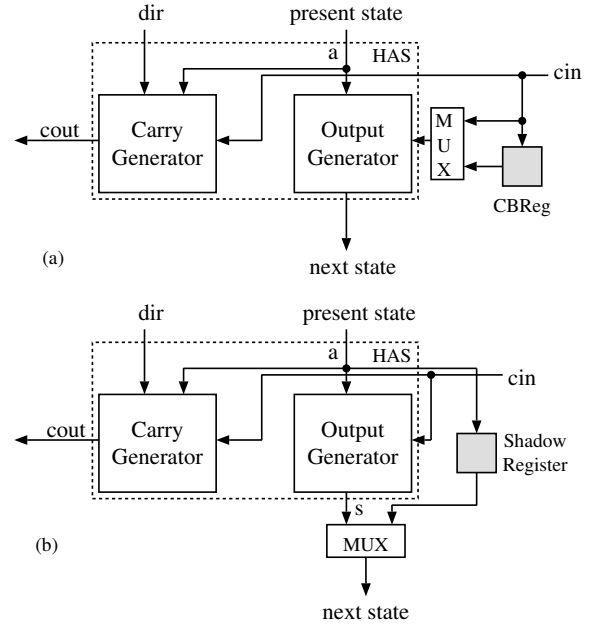 dir
present state
a
HAS
cin
cout
Carry
Generator
Output
Generator
M
U
X
CBReg
(a)
next state
dir
present state
a
HAS
cin
cout
Carry
Generator
Output
Generator
Shadow
Register
s
(b)
MUX
next state